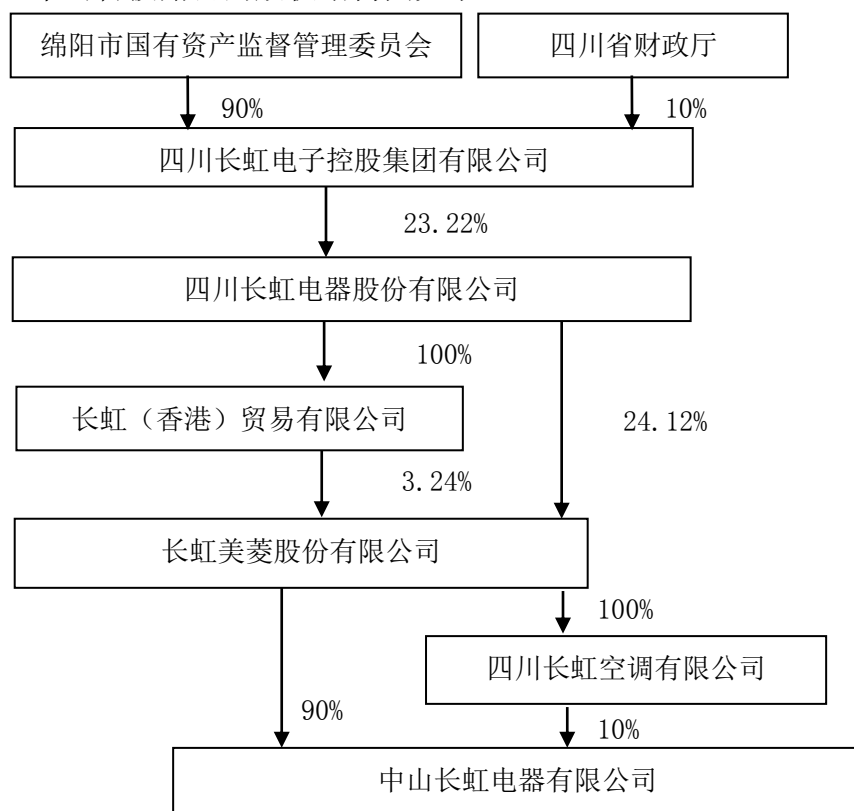 绵阳市国有资产监督管理委员会
四川省财政厅
90%
10%
四川长虹电子控股集团有限公司
23.22%
四川长虹电器股份有限公司
100%
长虹（香港）贸易有限公司
24.12%
3.24%
长虹美菱股份有限公司
100%
四川长虹空调有限公司
90%
10%
中山长虹电器有限公司